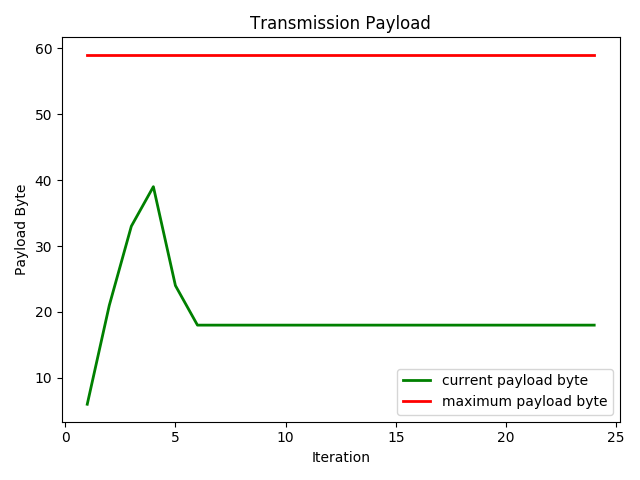 Transmission Payload
60
50
40
30
20
10
Payload Byte
current payload byte
maximum payload byte
0
5
10
15
20
25
Iteration